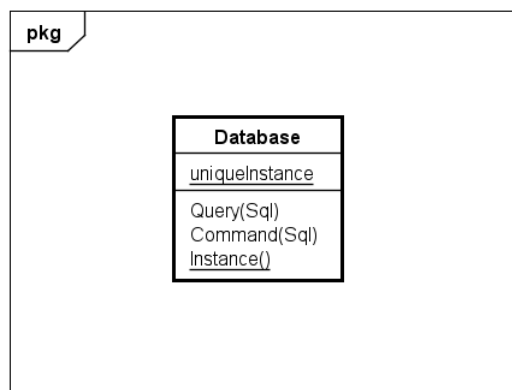 pkg
Database
uniqueInstance
Query(Sql)
Command(Sql)
Instance()